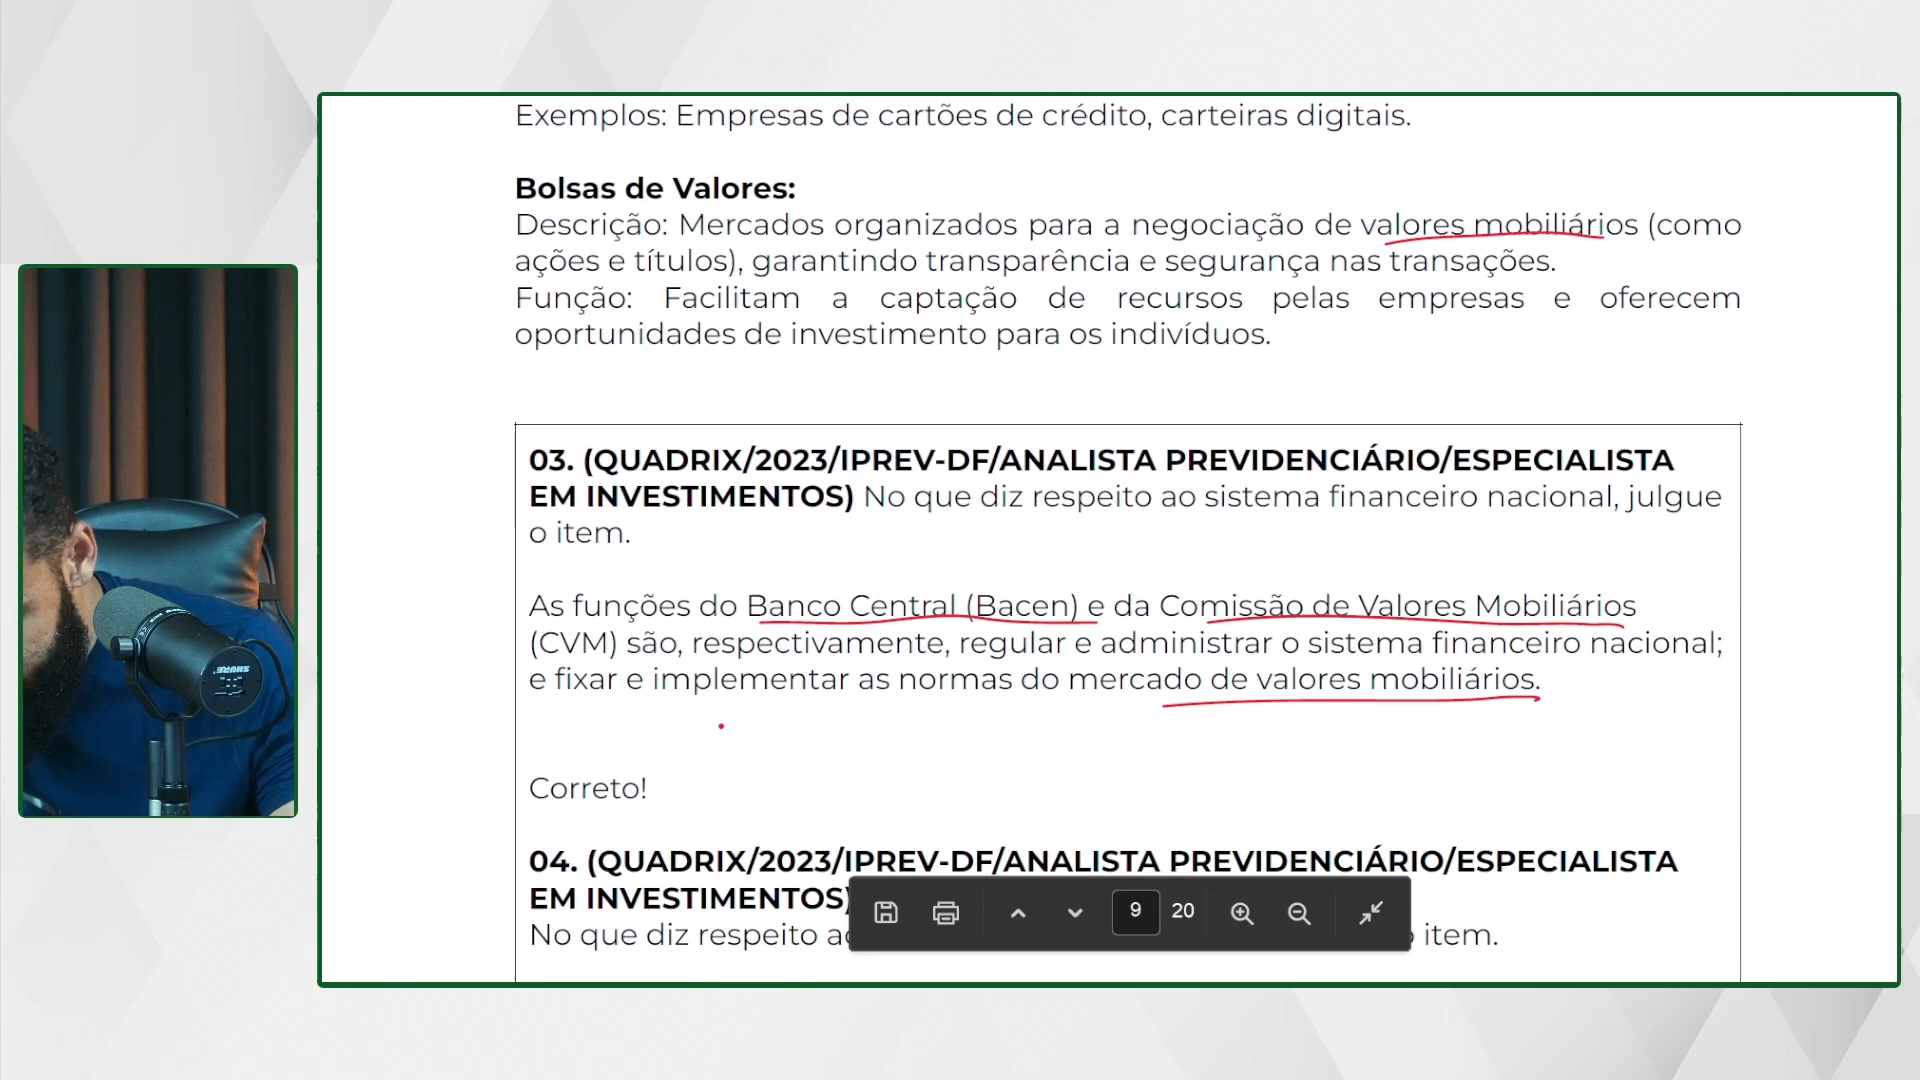 Exemplos: Empresas de cartões de crédito, carteiras digitais.
Bolsas de Valores:
Descrição: Mercados organizados para a negociação de valores mobiliários (como
ações e títulos), garantindo transparência e segurança nas transações.
Função: Facilitam a captação de recursos pelas empresas e oferecem
oportunidades de investimento para os indivíduos.
03. (QUADRIX/2023/IPREV-DF/ANALISTA PREVIDENCIÁRIO/ESPECIALISTA
EM INVESTIMENTOS) No que diz respeito ao sistema financeiro nacional, julgue
o item.
As funções do Banco Central (Bacen) e da Comissão de Valores Mobiliários
(CVM) são, respectivamente, regular e administrar o sistema financeiro nacional;
e fixar e implementar as normas do mercado de valores mobiliários.
Correto!
04. (QUADRIX/2023/IPREV-DF/ANALISTA PREVIDENCIÁRIO/ESPECIALISTA
EM INVESTIMENTOS)
No que diz respeito item.
9 20
SHURE